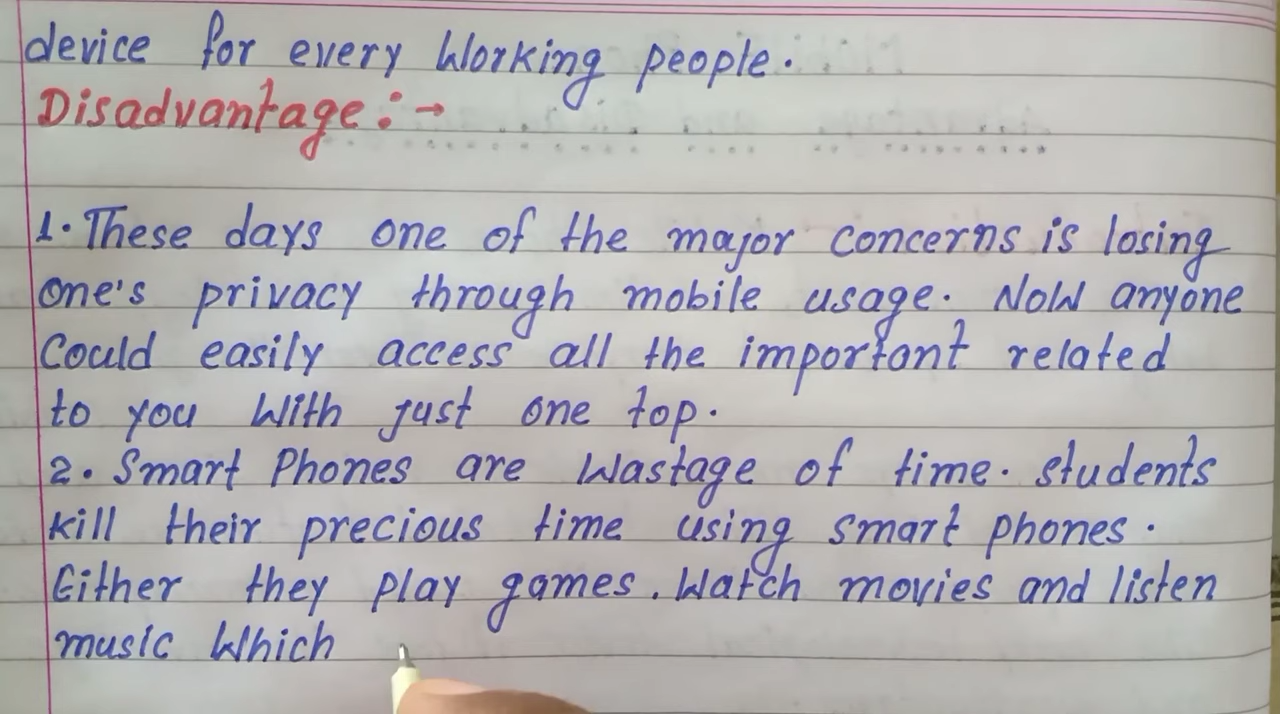 device for every working people.
Disadvantage :→
1. These days one of the major concerns is losing
one's privacy through mobile usage. Now anyone
Could easily access all the important related
to you with just one top.
2. Smart Phones are wastage of time. students
kill their precious time using smart phones.
Either they play games. Watch movies and listen
music which